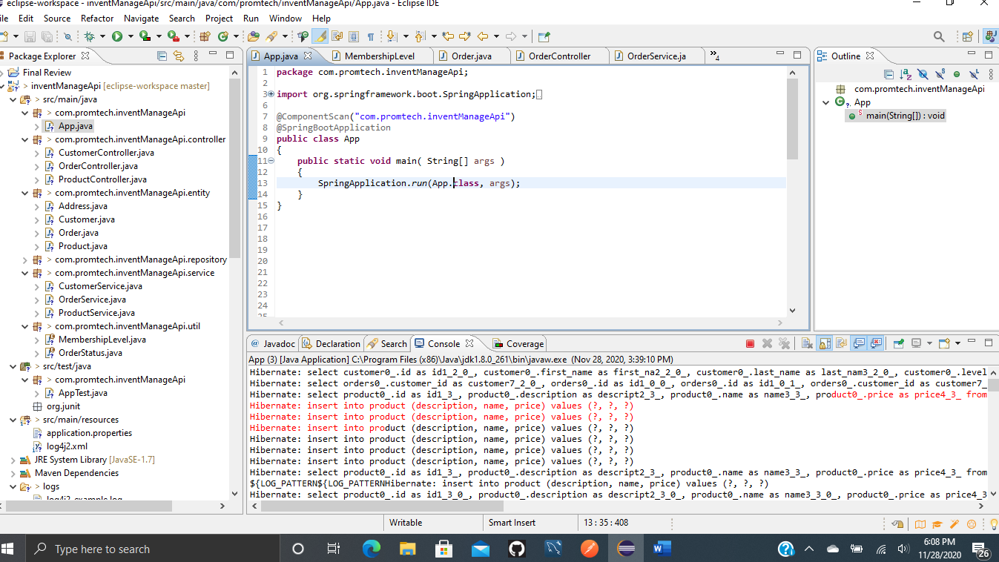 eclipse-workspace - inventManageApi/src/main/java/com/promtech/inventManageApi/App.java - Eclipse IDE
ile Edit Source Refactor Navigate Search Project Run Window Help
Package Explorer
Final Review
> inventManageApi [eclipse-workspace master]
> src/main/java
> com.promtech.inventManageApi
App.java
> com.promtech.inventManageApi.controller
CustomerController.java
OrderController.java
ProductController.java
> com.promtech.inventManageApi.entity
Address.java
Customer.java
Order.java
Product.java
> com.promtech.inventManageApi.repository
> com.promtech.inventManageApi.service
CustomerService.java
OrderService.java
ProductService.java
> com.promtech.inventManageApi.util
MembershipLevel.java
OrderStatus.java
> src/test/java
> com.promtech.inventManageApi
AppTest.java
org.junit
> src/main/resources
application.properties
log4j2.xml
JRE System Library [JavaSE-1.7]
Maven Dependencies
> logs
log4j2-example.log
App.java MembershipLevel Order.java OrderController OrderService.ja »4
1 package com.promtech.inventManageApi;
2
3 import org.springframework.boot.SpringApplication;
6
7 @ComponentScan("com.promtech.inventManageApi")
8 @SpringBootApplication
9 public class App
10 {
11 public static void main( String[] args )
12 {
13 SpringApplication.run(App.class, args);
14 }
15 }
16
17
18
19
20
21
22
23
24
25
Outline
com.promtech.inventManageApi
App
main(String[]) : void
@ Javadoc Declaration Search Console Coverage
App (3) [Java Application] C:\Program Files (x86)\Java\jdk1.8.0_261\bin\javaw.exe (Nov 28, 2020, 3:39:10 PM)
Hibernate: select customer0_.id as id1_2_0_, customer0_.first_name as first_na2_2_0_, customer0_.last_name as last_nam3_2_0_, customer0_.level
Hibernate: select orders0_.customer_id as customer7_2_0_, orders0_.id as id1_0_0_, orders0_.id as id1_0_1_, orders0_.customer_id as customer7_
Hibernate: select product0_.id as id1_3_, product0_.description as descript2_3_, product0_.name as name3_3_, product0_.price as price4_3_ from
Hibernate: insert into product (description, name, price) values (?, ?, ?)
Hibernate: insert into product (description, name, price) values (?, ?, ?)
Hibernate: insert into product (description, name, price) values (?, ?, ?)
Hibernate: insert into product (description, name, price) values (?, ?, ?)
Hibernate: insert into product (description, name, price) values (?, ?, ?)
Hibernate: insert into product (description, name, price) values (?, ?, ?)
Hibernate: select product0_.id as id1_3_, product0_.description as descript2_3_, product0_.name as name3_3_, product0_.price as price4_3_ from
${LOG_PATTERN${LOG_PATTERNHibernate: insert into product (description, name, price) values (?, ?, ?)
Hibernate: select product0_.id as id1_3_0_, product0_.description as descript2_3_0_, product0_.name as name3_3_0_, product0_.price as price4_3
Writable Smart Insert 13 : 35 : 408
Type here to search
6:08 PM
11/28/2020
26